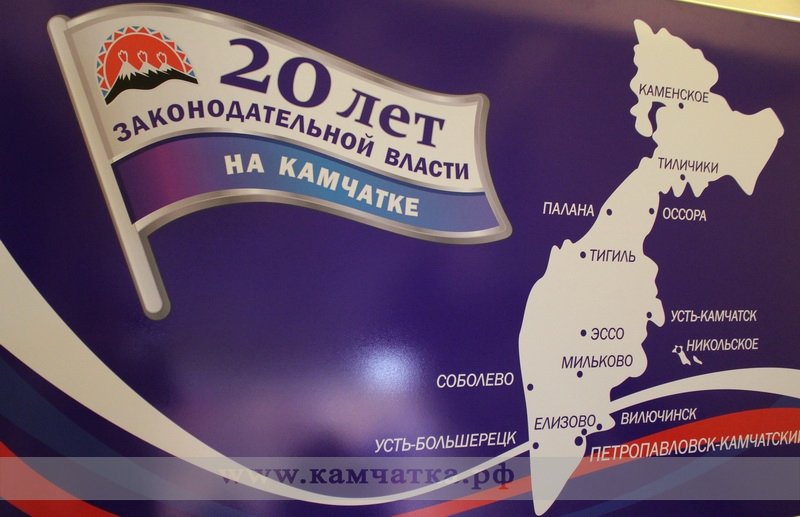 20 лет
ЗАКОНОДАТЕЛЬНОЙ ВЛАСТИ
НА КАМЧАТКЕ
КАМЕНСКОЕ
ТИЛИЧИКИ
ПАЛАНА
ОССОРА
ТИГИЛЬ
УСТЬ-КАМЧАТСК
ЭССО
НИКОЛЬСКОЕ
МИЛЬКОВО
СОБОЛЕВО
ЕЛИЗОВО
ВИЛЮЧИНСК
УСТЬ-БОЛЬШЕРЕЦК
ПЕТРОПАВЛОВСК-КАМЧАТСКИЙ
www.камчатка.рф